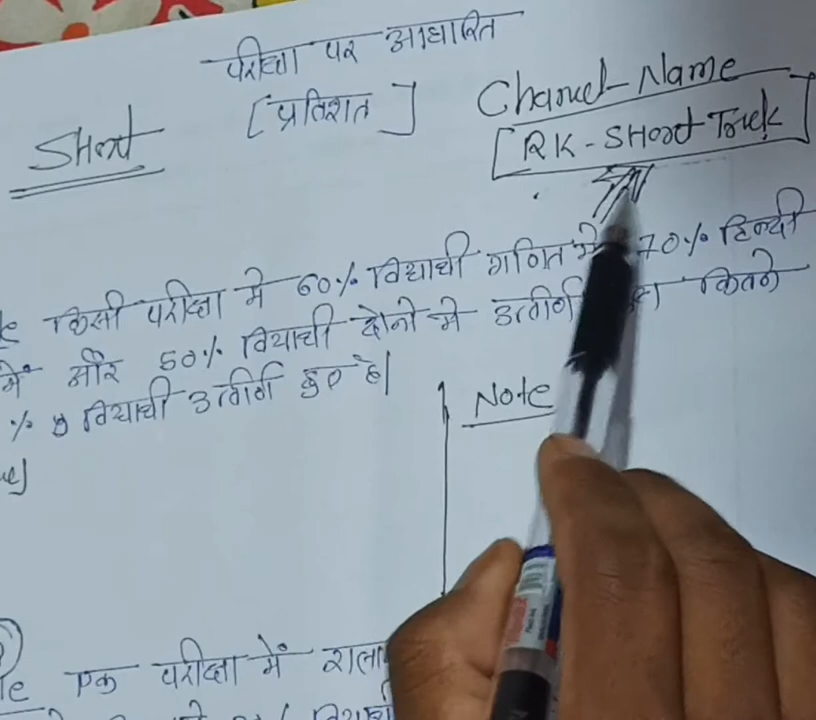 परीक्षा पर आधारित
[प्रतिशत]
Short
Channel Name
[RK-Short Trick]
किसी परीक्षा में 60% विद्यार्थी गणित में 70% हिन्दी
में और 50% विद्यार्थी दोनो में उत्तीर्ण कितने
% विद्यार्थी उत्तीर्ण हुए है।
Note
एक परीक्षा में